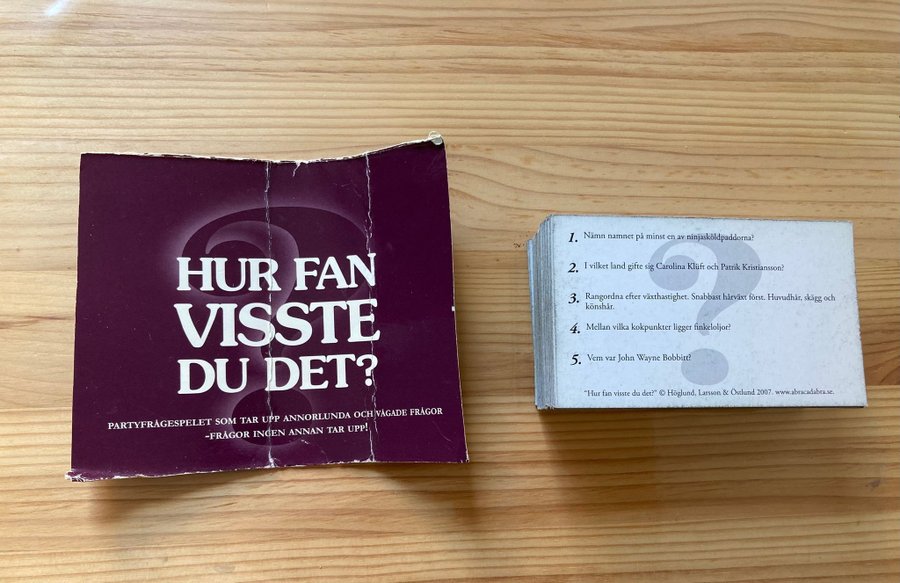 HUR FAN
VISSTE
DU DET?
PARTYFRÅGESPELET SOM TAR UPP ANNORLUNDA OCH VÅGADE FRÅGOR
-FRÅGOR INGEN ANNAN TAR UPP!
1. Nämn namnet på minst en av ninjasköldpaddorna?
2. I vilket land gifte sig Carolina Klüft och Patrik Kristiansson?
3. Rangordna efter växthastighet. Snabbast hårväxt först. Huvudhår, skägg och
könshår.
4. Mellan vilka kokpunkter ligger finkeloljor?
5. Vem var John Wayne Bobbitt?
"Hur fan visste du det?" © Höglund, Larsson & Östlund 2007. www.abracadabra.se.